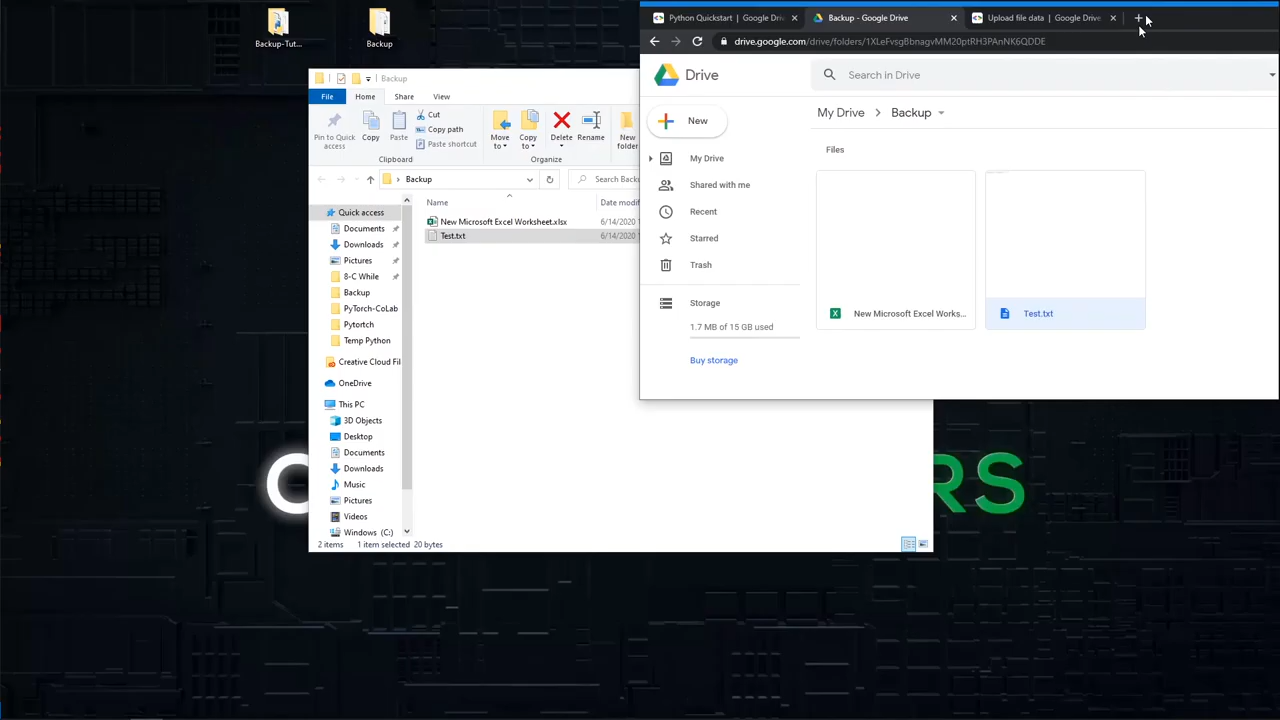 Backup-Tut...
Backup
Python Quickstart | Google Driv
Backup - Google Drive
Upload file data | Google Drive
drive.google.com/drive/folders/1XLeFvsgBbnagvMM20ptRH3PAnNK6QDDE
Drive
Search in Drive
New
My Drive
Backup
Files
My Drive
Shared with me
Recent
Starred
Trash
Storage
1.7 MB of 15 GB used
Buy storage
New Microsoft Excel Works...
Test.txt
Backup
File
Home
Share
View
Pin to Quick access
Copy
Paste
Cut
Copy path
Paste shortcut
Clipboard
Move to
Copy to
Delete
Rename
New folder
Organize
Backup
Search Backu
Name
Date modif
New Microsoft Excel Worksheet.xlsx
6/14/2020 1
Test.txt
6/14/2020
Quick access
Documents
Downloads
Pictures
8-C While
Backup
PyTorch-CoLab
Pytortch
Temp Python
Creative Cloud Fil
OneDrive
This PC
3D Objects
Desktop
Documents
Downloads
Music
Pictures
Videos
Windows (C:)
2 items
1 item selected
20 bytes
RS